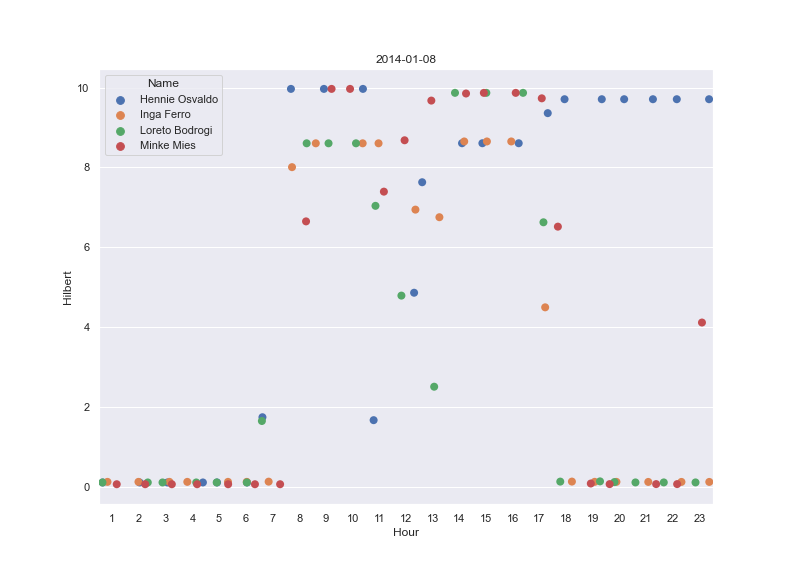 2014-01-08
Name
Hennie Osvaldo
Inga Ferro
Loreto Bodrogi
Minke Mies
10
8
6
4
2
0
Hilbert
1 2 3 4 5 6 7 8 9 10 11 12 13 14 15 16 17 18 19 20 21 22 23
Hour